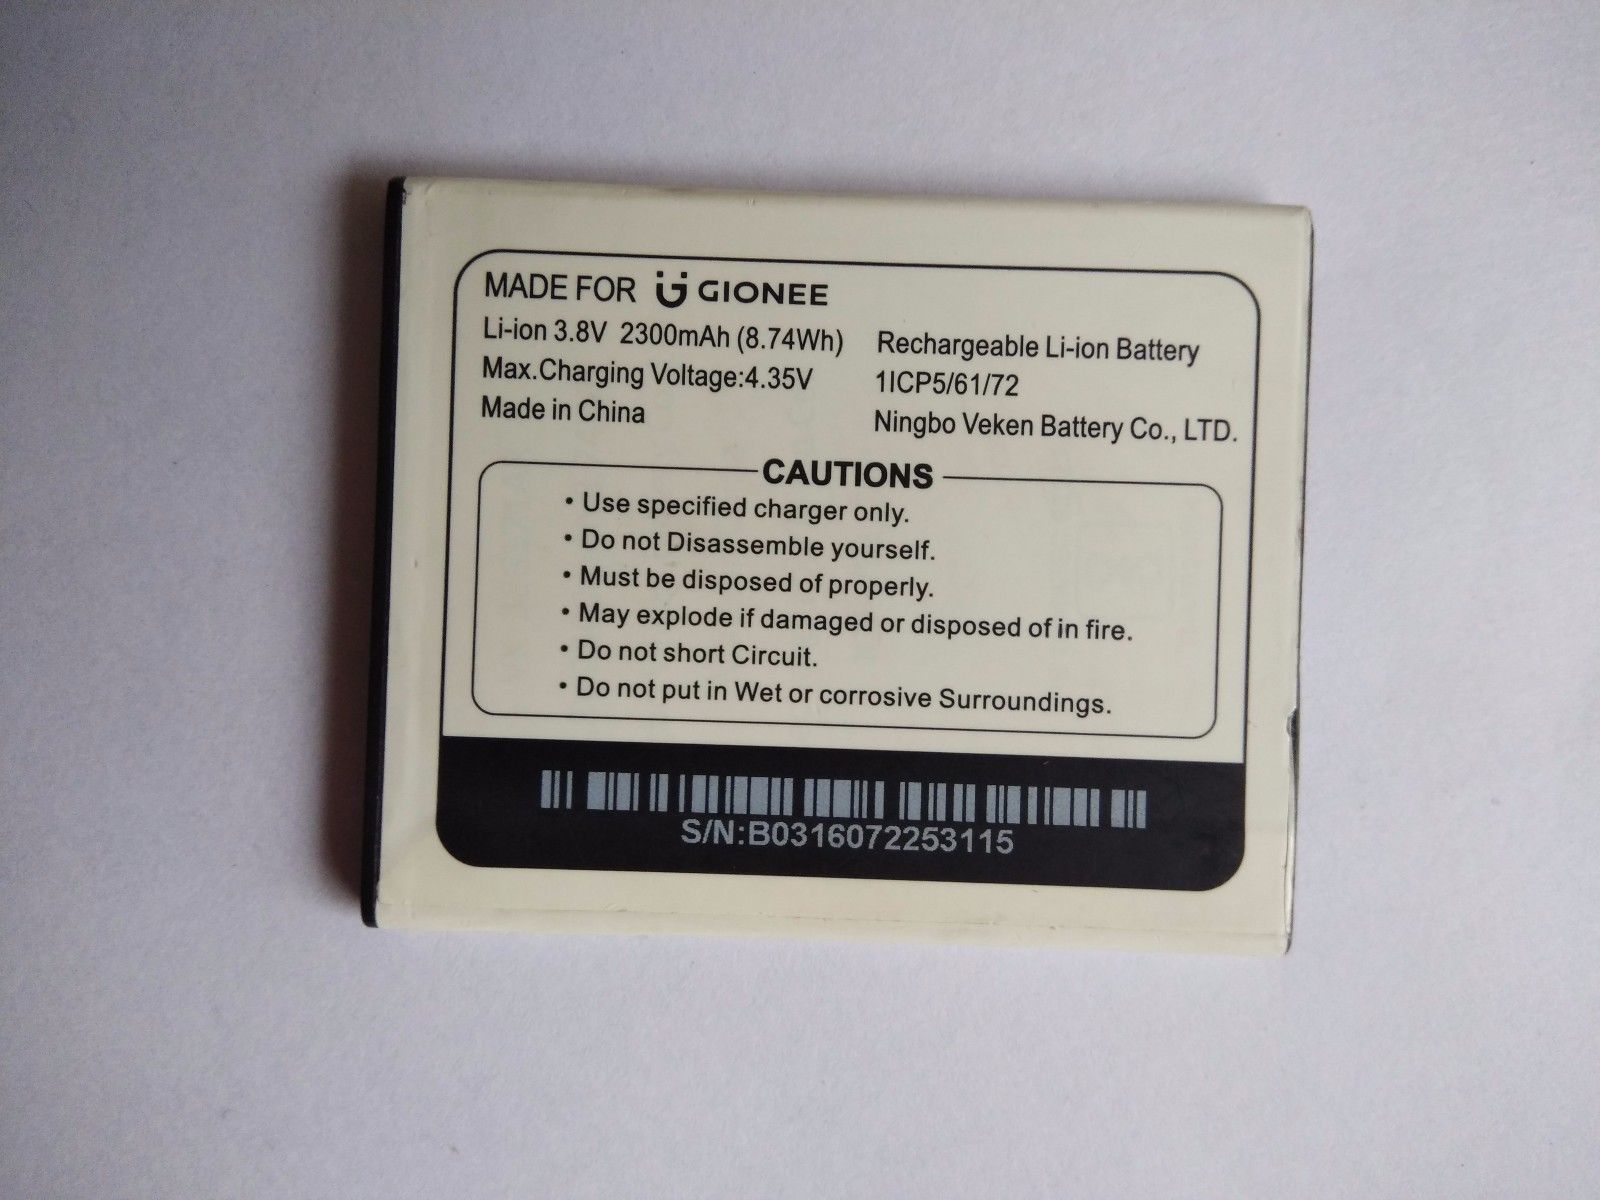 MADE FOR GIONEE
Li-ion 3.8V 2300mAh (8.74Wh) Rechargeable Li-ion Battery
Max.Charging Voltage:4.35V 1ICP5/61/72
Made in China Ningbo Veken Battery Co., LTD.
CAUTIONS
• Use specified charger only.
• Do not Disassemble yourself.
• Must be disposed of properly.
• May explode if damaged or disposed of in fire.
• Do not short Circuit.
• Do not put in Wet or corrosive Surroundings.
S/N:B0316072253115